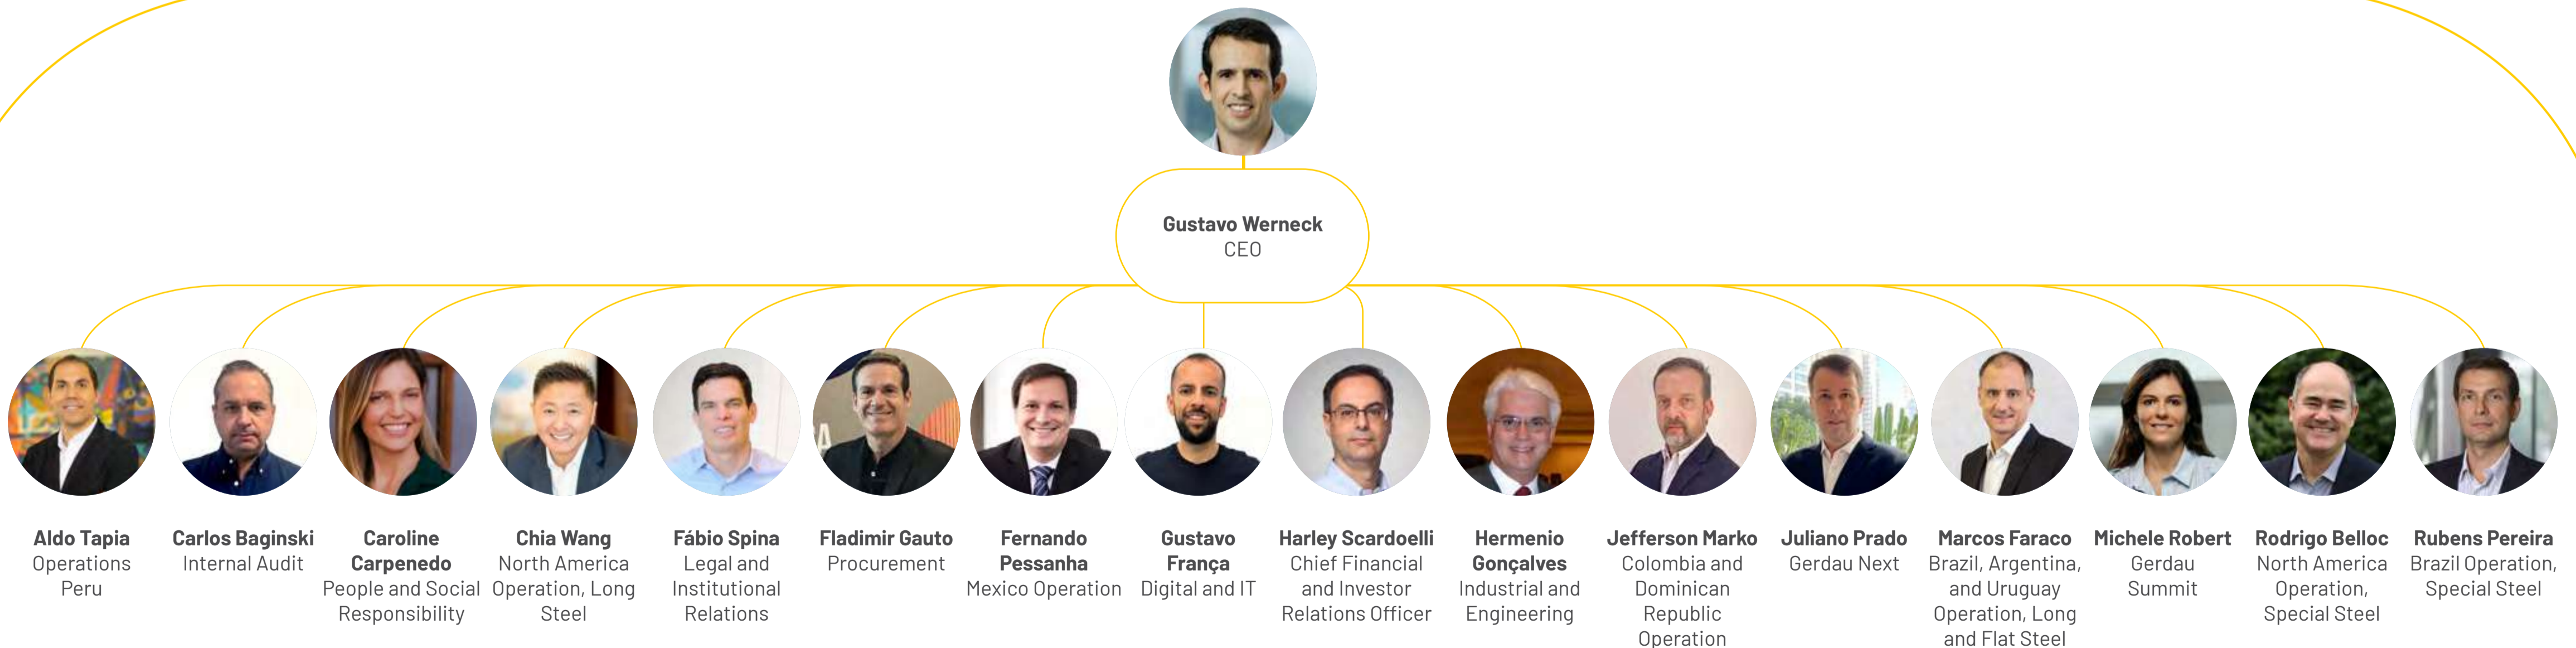 Gustavo Werneck
CEO
Aldo Tapia
Operations
Peru
Carlos Baginski
Internal Audit
Caroline
Carpenedo
People and Social
Responsibility
Chia Wang
North America
Operation, Long
Steel
Fábio Spina
Legal and
Institutional
Relations
Fladimir Gauto
Procurement
Fernando
Pessanha
Mexico Operation
Gustavo
França
Digital and IT
Harley Scardoelli
Chief Financial
and Investor
Relations Officer
Hermenio
Gonçalves
Industrial and
Engineering
Jefferson Marko
Colombia and
Dominican
Republic
Operation
Juliano Prado
Gerdau Next
Marcos Faraco
Brazil, Argentina,
and Uruguay
Operation, Long
and Flat Steel
Michele Robert
Gerdau
Summit
Rodrigo Belloc
North America
Operation,
Special Steel
Rubens Pereira
Brazil Operation,
Special Steel